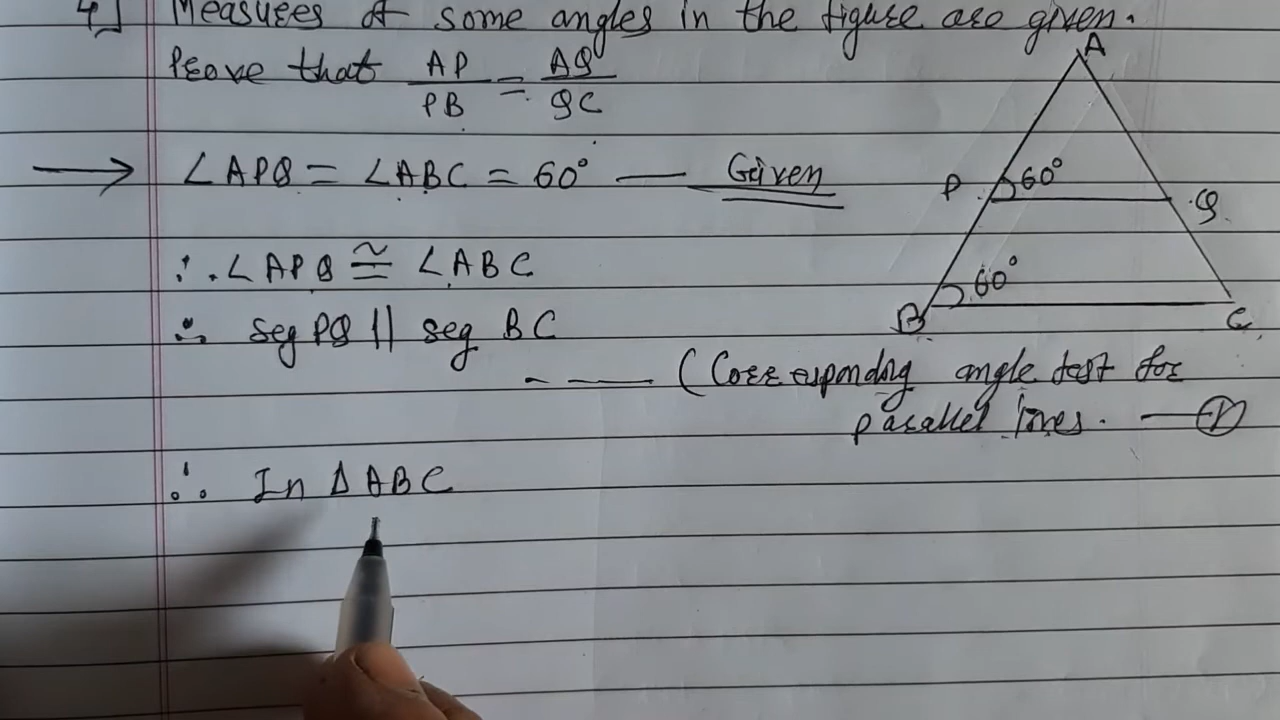 4] Measures of some angles in the figure are given.
Prove that AP/PB = AQ/QC
→ ∠APQ = ∠ABC = 60° — Given
∴ ∠APQ ≅ ∠ABC
∴ seg PQ || seg BC
---- (Corresponding angle test for
parallel lines. — ①
∴ In ΔABC
A
P 60° Q
B 60° C